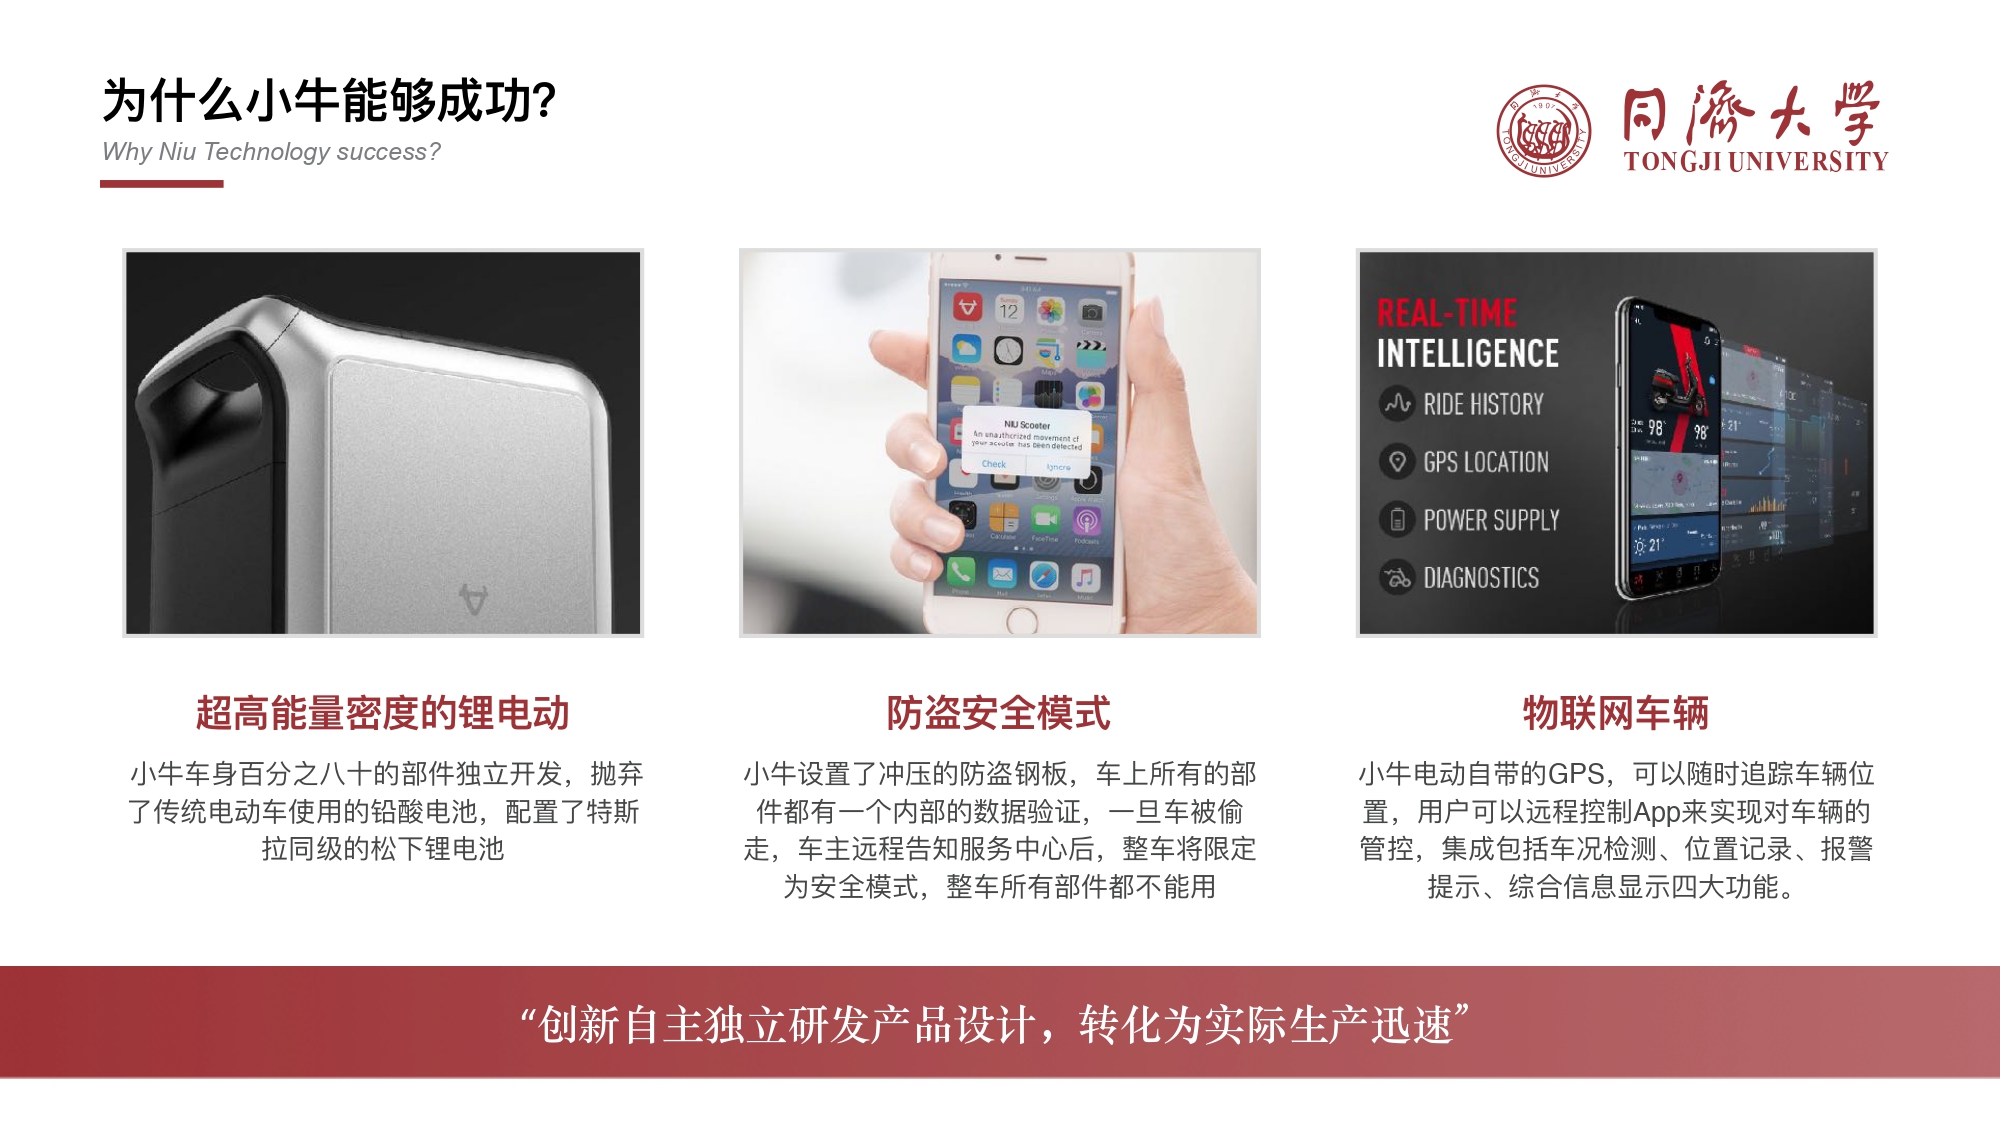 为什么小牛能够成功?
Why Niu Technology success?
同济大学
1907
TONGJI UNIVERSITY
同濟大学
TONGJI UNIVERSITY
12
NIU Scooter
An unauthorized movement of
your scooter has been detected
Check
Ignore
REAL-TIME
INTELLIGENCE
RIDE HISTORY
GPS LOCATION
POWER SUPPLY
DIAGNOSTICS
98
98
21°
21°
超高能量密度的锂电动
小牛车身百分之八十的部件独立开发，抛弃
了传统电动车使用的铅酸电池，配置了特斯
拉同级的松下锂电池
防盗安全模式
小牛设置了冲压的防盗钢板，车上所有的部
件都有一个内部的数据验证，一旦车被偷
走，车主远程告知服务中心后，整车将限定
为安全模式，整车所有部件都不能用
物联网车辆
小牛电动自带的GPS，可以随时追踪车辆位
置，用户可以远程控制App来实现对车辆的
管控，集成包括车况检测、位置记录、报警
提示、综合信息显示四大功能。
“创新自主独立研发产品设计，转化为实际生产迅速”